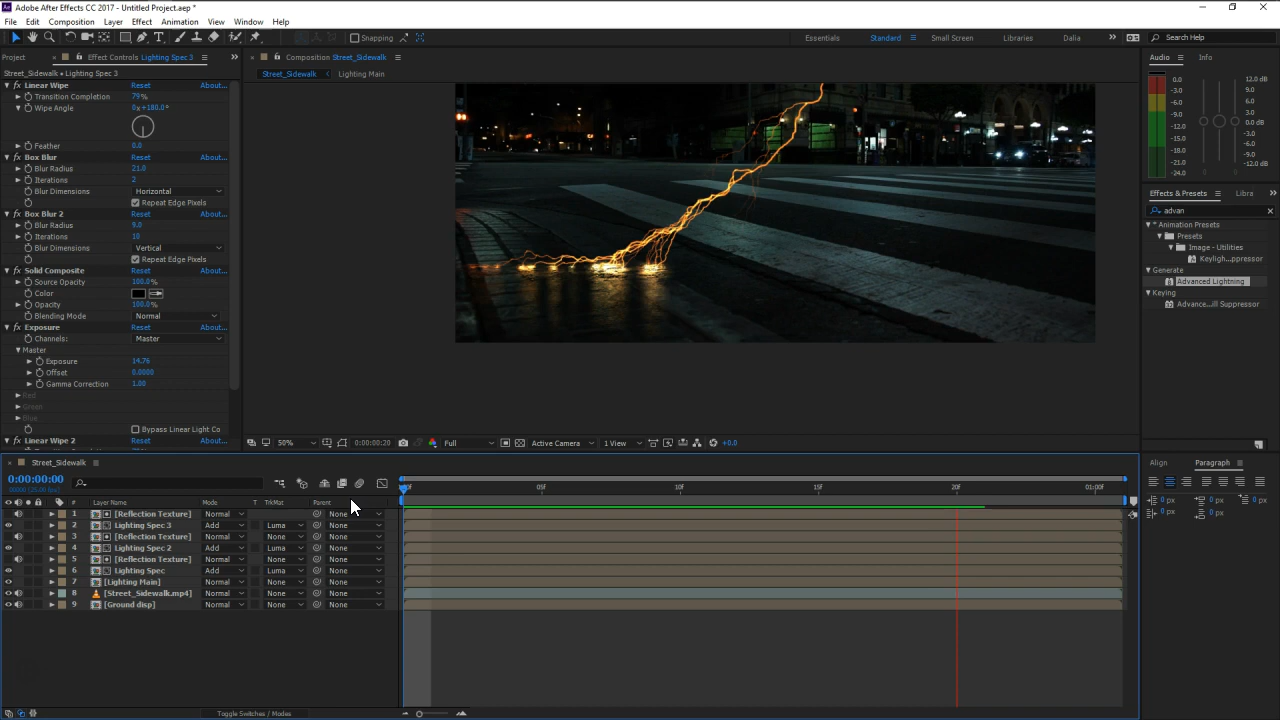 Adobe After Effects CC 2017 - Untitled Project.aep *
File Edit Composition Layer Effect Animation View Window Help
Snapping Essentials Standard Small Screen Libraries Dalia Search Help
Project Effect Controls Lighting Spec 3 Composition Street_Sidewalk Audio Info
Street_Sidewalk • Lighting Spec 3 Street_Sidewalk Lighting Main
Linear Wipe Reset About...
Transition Completion 79%
Wipe Angle 0x+180.0°
Feather 0.0
Box Blur Reset About...
Blur Radius 21.0
Iterations 2
Blur Dimensions Horizontal
Repeat Edge Pixels
Box Blur 2 Reset About...
Blur Radius 9.0
Iterations 10
Blur Dimensions Vertical
Repeat Edge Pixels
Solid Composite Reset About...
Source Opacity 100.0%
Color
Opacity 100.0%
Blending Mode Normal
Exposure Reset About...
Channels: Master
Master
Exposure 14.76
Offset 0.0000
Gamma Correction 1.00
Red
Green
Blue
Bypass Linear Light Co
Linear Wipe 2 Reset About...
50% 0:00:00:20 Full Active Camera 1 View +0.0
0.0 12.0 dB
-3.0 9.0
-6.0 6.0
-9.0 3.0
-12.0 0.0 dB
-15.0 -3.0
-18.0 -6.0
-21.0 -9.0
-24.0 -12.0 dB
Effects & Presets Libra
advan
* Animation Presets
Presets
Image - Utilities
Keyligh...ppressor
Generate
Advanced Lightning
Keying
Advance...ill Suppressor
Align Paragraph
0 px 0 px 0 px
0 px 0 px
Street_Sidewalk
0:00:00:00
00000 (25.00 fps)
05f 10f 15f 20f 01:00f
# Layer Name Mode T TrkMat Parent
1 [Reflection Texture] Normal None
2 Lighting Spec 3 Add Luma None
3 [Reflection Texture] Normal None None
4 Lighting Spec 2 Add Luma None
5 [Reflection Texture] Normal None None
6 Lighting Spec Add Luma None
7 [Lighting Main] Normal None None
8 [Street_Sidewalk.mp4] Normal None None
9 [Ground disp] Normal None None
Toggle Switches / Modes